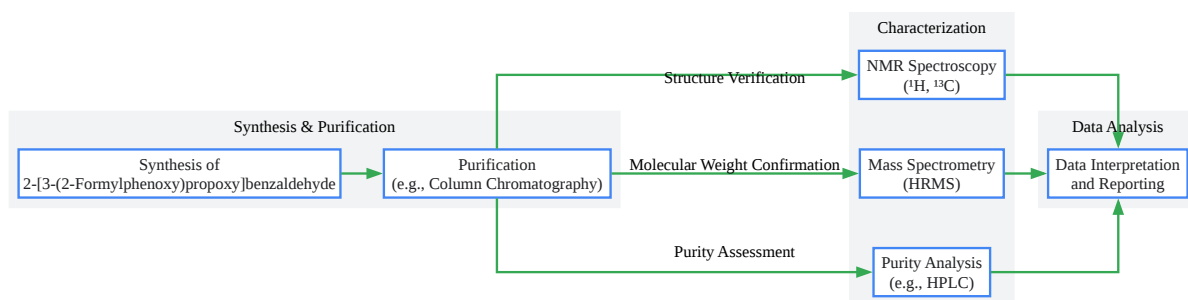 Characterization
NMR Spectroscopy
(¹H, ¹³C)
Structure Verification
Synthesis & Purification
Data Analysis
Synthesis of
2-[3-(2-Formylphenoxy)propoxy]benzaldehyde
Purification
(e.g., Column Chromatography)
Molecular Weight Confirmation
Mass Spectrometry
(HRMS)
Data Interpretation
and Reporting
Purity Assessment
Purity Analysis
(e.g., HPLC)